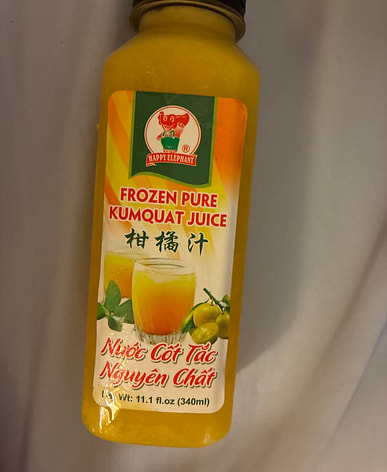 ®
HAPPY ELEPHANT
FROZEN PURE
KUMQUAT JUICE
柑橘汁
Nước Cốt Tắc
Nguyên Chất
Wt: 11.1 fl.oz (340ml)